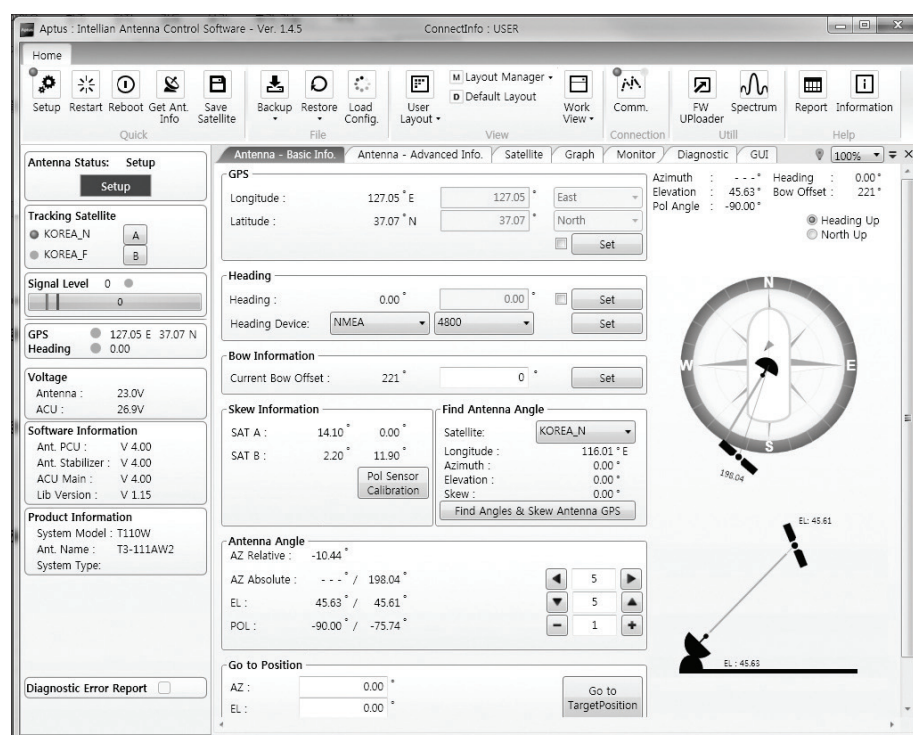 Aptus : Intellian Antenna Control Software - Ver. 1.4.5 ConnectInfo : USER
Home
Setup Restart Reboot Get Ant. Info Save Satellite
Quick
Backup Restore Load Config.
File
User Layout
M Layout Manager
D Default Layout
Work View
View
Comm.
Connection
FW UPloader Spectrum
Utill
Report Information
Help
Antenna Status: Setup
Setup
Tracking Satellite
KOREA_N A
KOREA_F B
Signal Level 0
0
GPS 127.05 E 37.07 N
Heading 0.00
Voltage
Antenna : 23.0V
ACU : 26.9V
Software Information
Ant. PCU : V 4.00
Ant. Stabilizer : V 4.00
ACU Main : V 4.00
Lib Version : V 1.15
Product Information
System Model : T110W
Ant. Name : T3-111AW2
System Type:
Diagnostic Error Report
Antenna - Basic Info. Antenna - Advanced Info. Satellite Graph Monitor Diagnostic GUI 100%
GPS
Longitude : 127.05 ° E 127.05 ° East
Latitude : 37.07 ° N 37.07 ° North
Set
Heading
Heading : 0.00 ° 0.00 ° Set
Heading Device: NMEA 4800 Set
Bow Information
Current Bow Offset : 221 ° 0 ° Set
Skew Information
SAT A : 14.10 ° 0.00 °
SAT B : 2.20 ° 11.90 °
Pol Sensor Calibration
Find Antenna Angle
Satellite: KOREA_N
Longitude : 116.01 ° E
Azimuth : 0.00 °
Elevation : 0.00 °
Skew : 0.00 °
Find Angles & Skew Antenna GPS
Antenna Angle
AZ Relative : -10.44 °
AZ Absolute : - - - ° / 198.04 ° 5
EL : 45.63 ° / 45.61 ° 5
POL : -90.00 ° / -75.74 ° 1
Go to Position
AZ : 0.00 °
EL : 0.00 °
Go to TargetPosition
Azimuth : - - - ° Heading : 0.00 °
Elevation : 45.63 ° Bow Offset : 221 °
Pol Angle : -90.00 °
Heading Up
North Up
N
W E
S
198.04
EL: 45.61
EL : 45.63